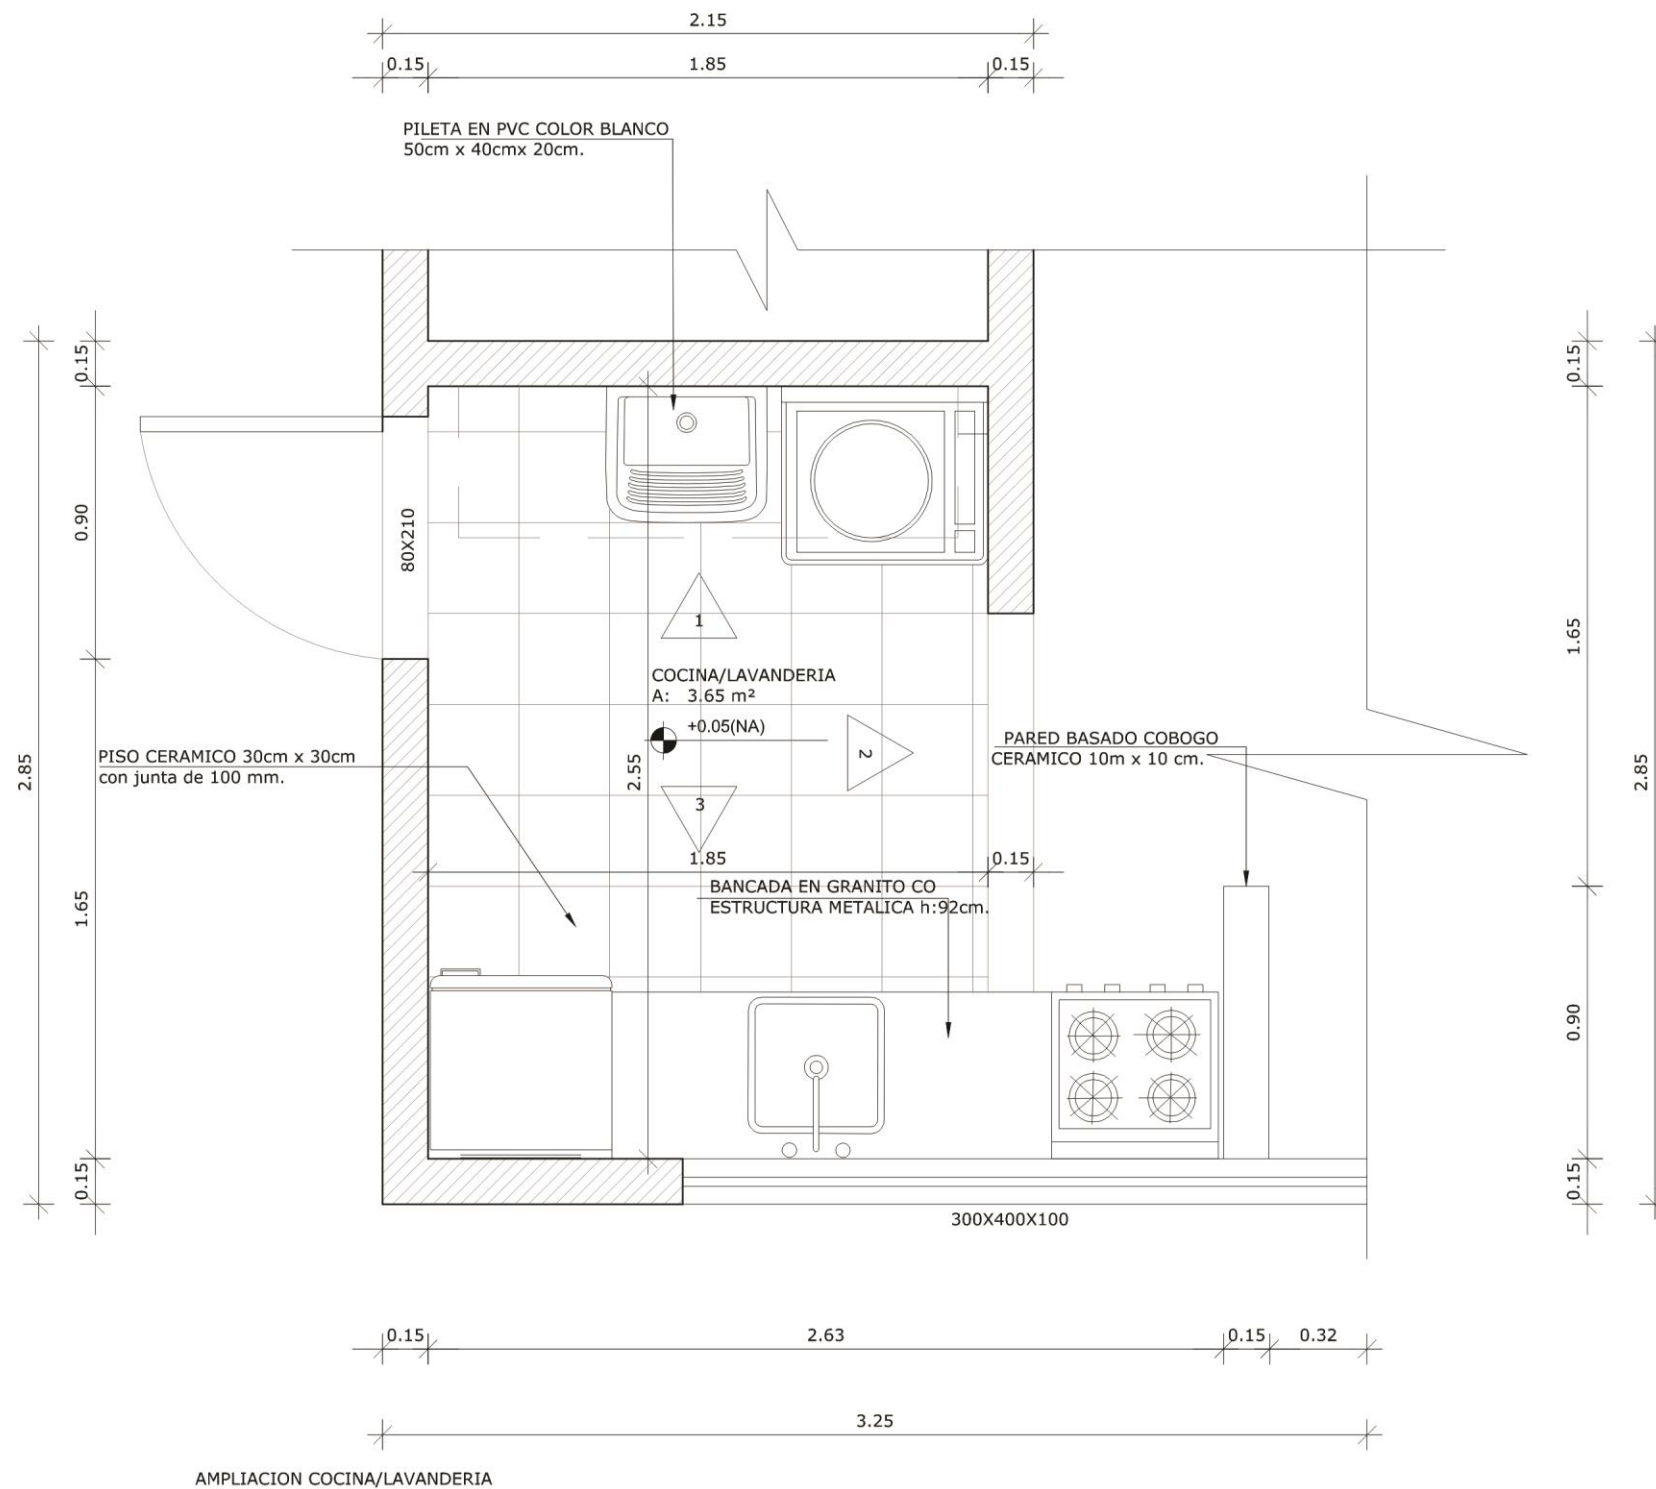 2.15
0.15
1.85
0.15
PILETA EN PVC COLOR BLANCO
50cm x 40cmx 20cm.
0.15
0.15
0.90
80X210
1
COCINA/LAVANDERIA
A: 3.65 m²
+0.05(NA)
2
1.65
PARED BASADO COBOGO
CERAMICO 10m x 10 cm.
PISO CERAMICO 30cm x 30cm
con junta de 100 mm.
2.85
2.55
2.85
3
1.85
0.15
BANCADA EN GRANITO CO
ESTRUCTURA METALICA h:92cm.
1.65
0.90
0.15
0.15
300X400X100
0.15
2.63
0.15
0.32
3.25
AMPLIACION COCINA/LAVANDERIA